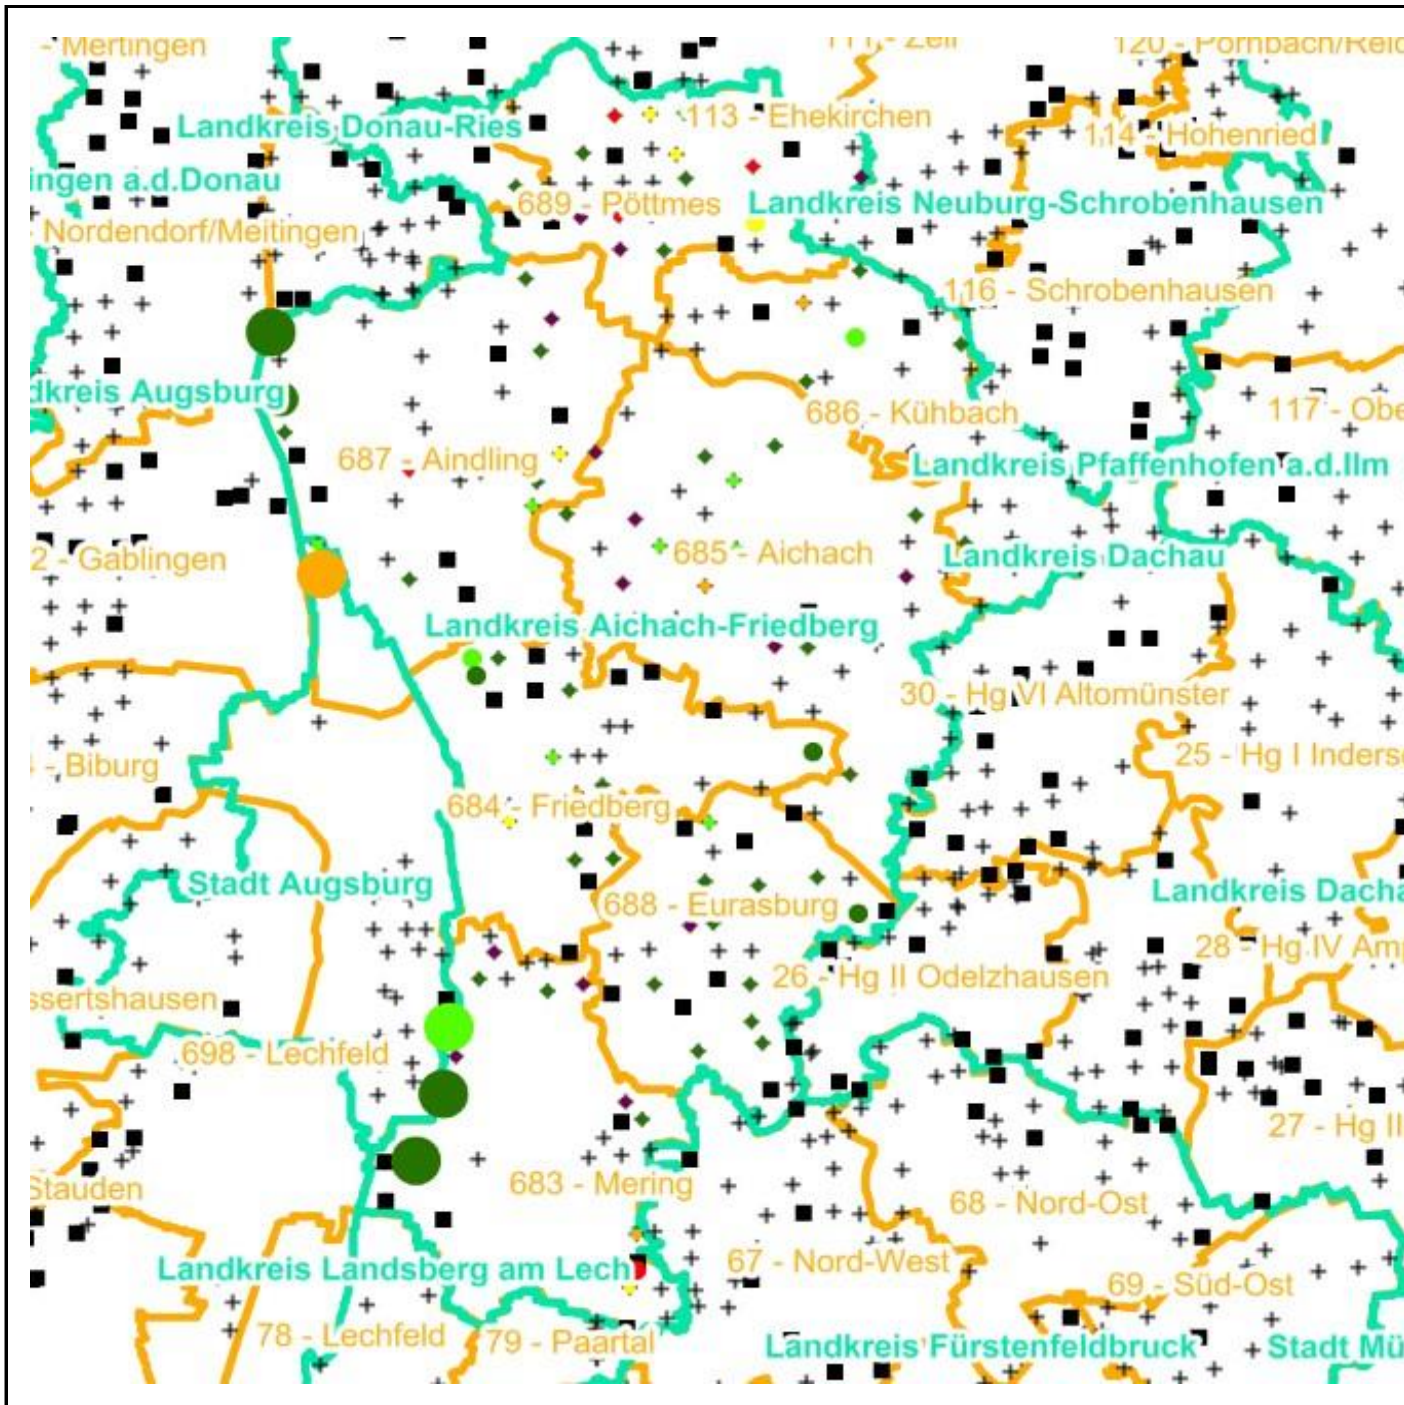 - Mertingen
111 - Zell
120 - Pörnbach/Reic
113 - Ehekirchen
Landkreis Donau-Ries
114 - Hohenried
ingen a.d.Donau
689 - Pöttmes
Landkreis Neuburg-Schrobenhausen
- Nordendorf/Meitingen
116 - Schrobenhausen
dkreis Augsburg
686 - Kühbach
117 - Obe
687 - Aindling
Landkreis Pfaffenhofen a.d.Ilm
2 - Gablingen
685 - Aichach
Landkreis Dachau
Landkreis Aichach-Friedberg
30 - Hg VI Altomünster
25 - Hg I Inders
- Biburg
684 - Friedberg
Stadt Augsburg
688 - Eurasburg
Landkreis Dacha
28 - Hg IV Amp
26 - Hg II Odelzhausen
ssertshausen
698 - Lechfeld
27 - Hg III
Stauden
683 - Mering
68 - Nord-Ost
67 - Nord-West
Landkreis Landsberg am Lech
69 - Süd-Ost
78 - Lechfeld
79 - Paartal
Landkreis Fürstenfeldbruck
Stadt Mü